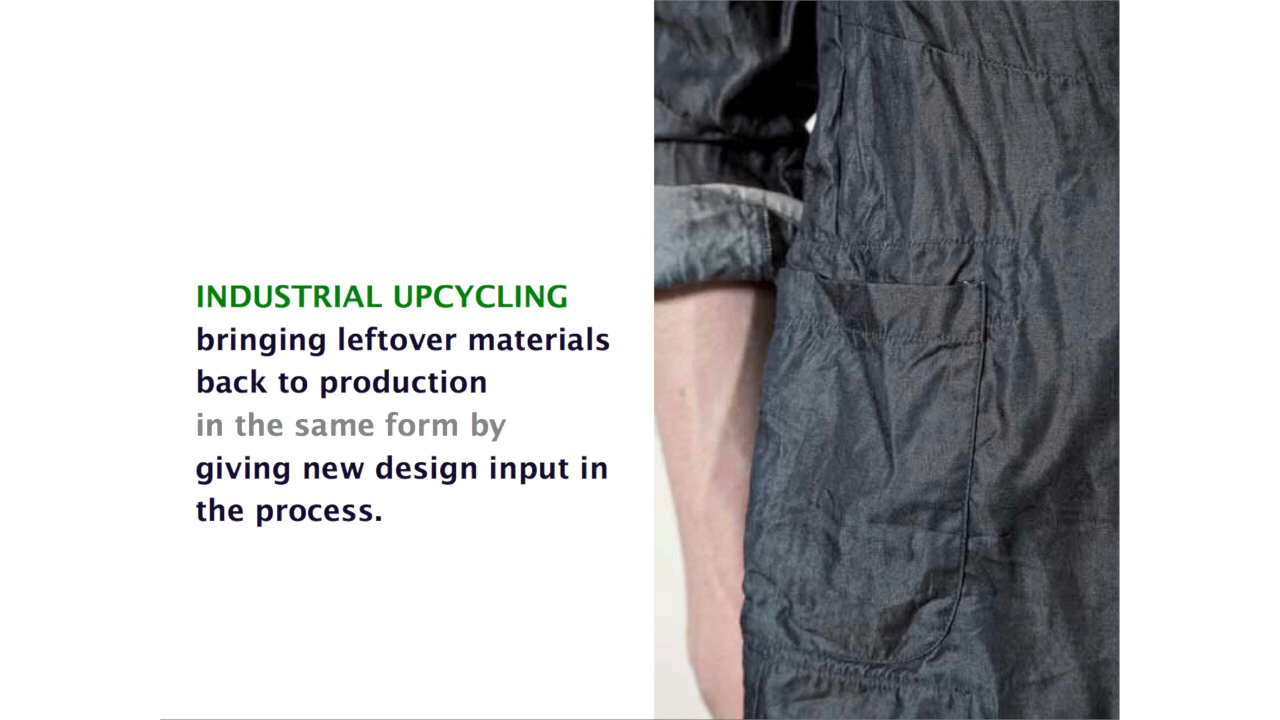 INDUSTRIAL UPCYCLING
bringing leftover materials
back to production
in the same form by
giving new design input in
the process.